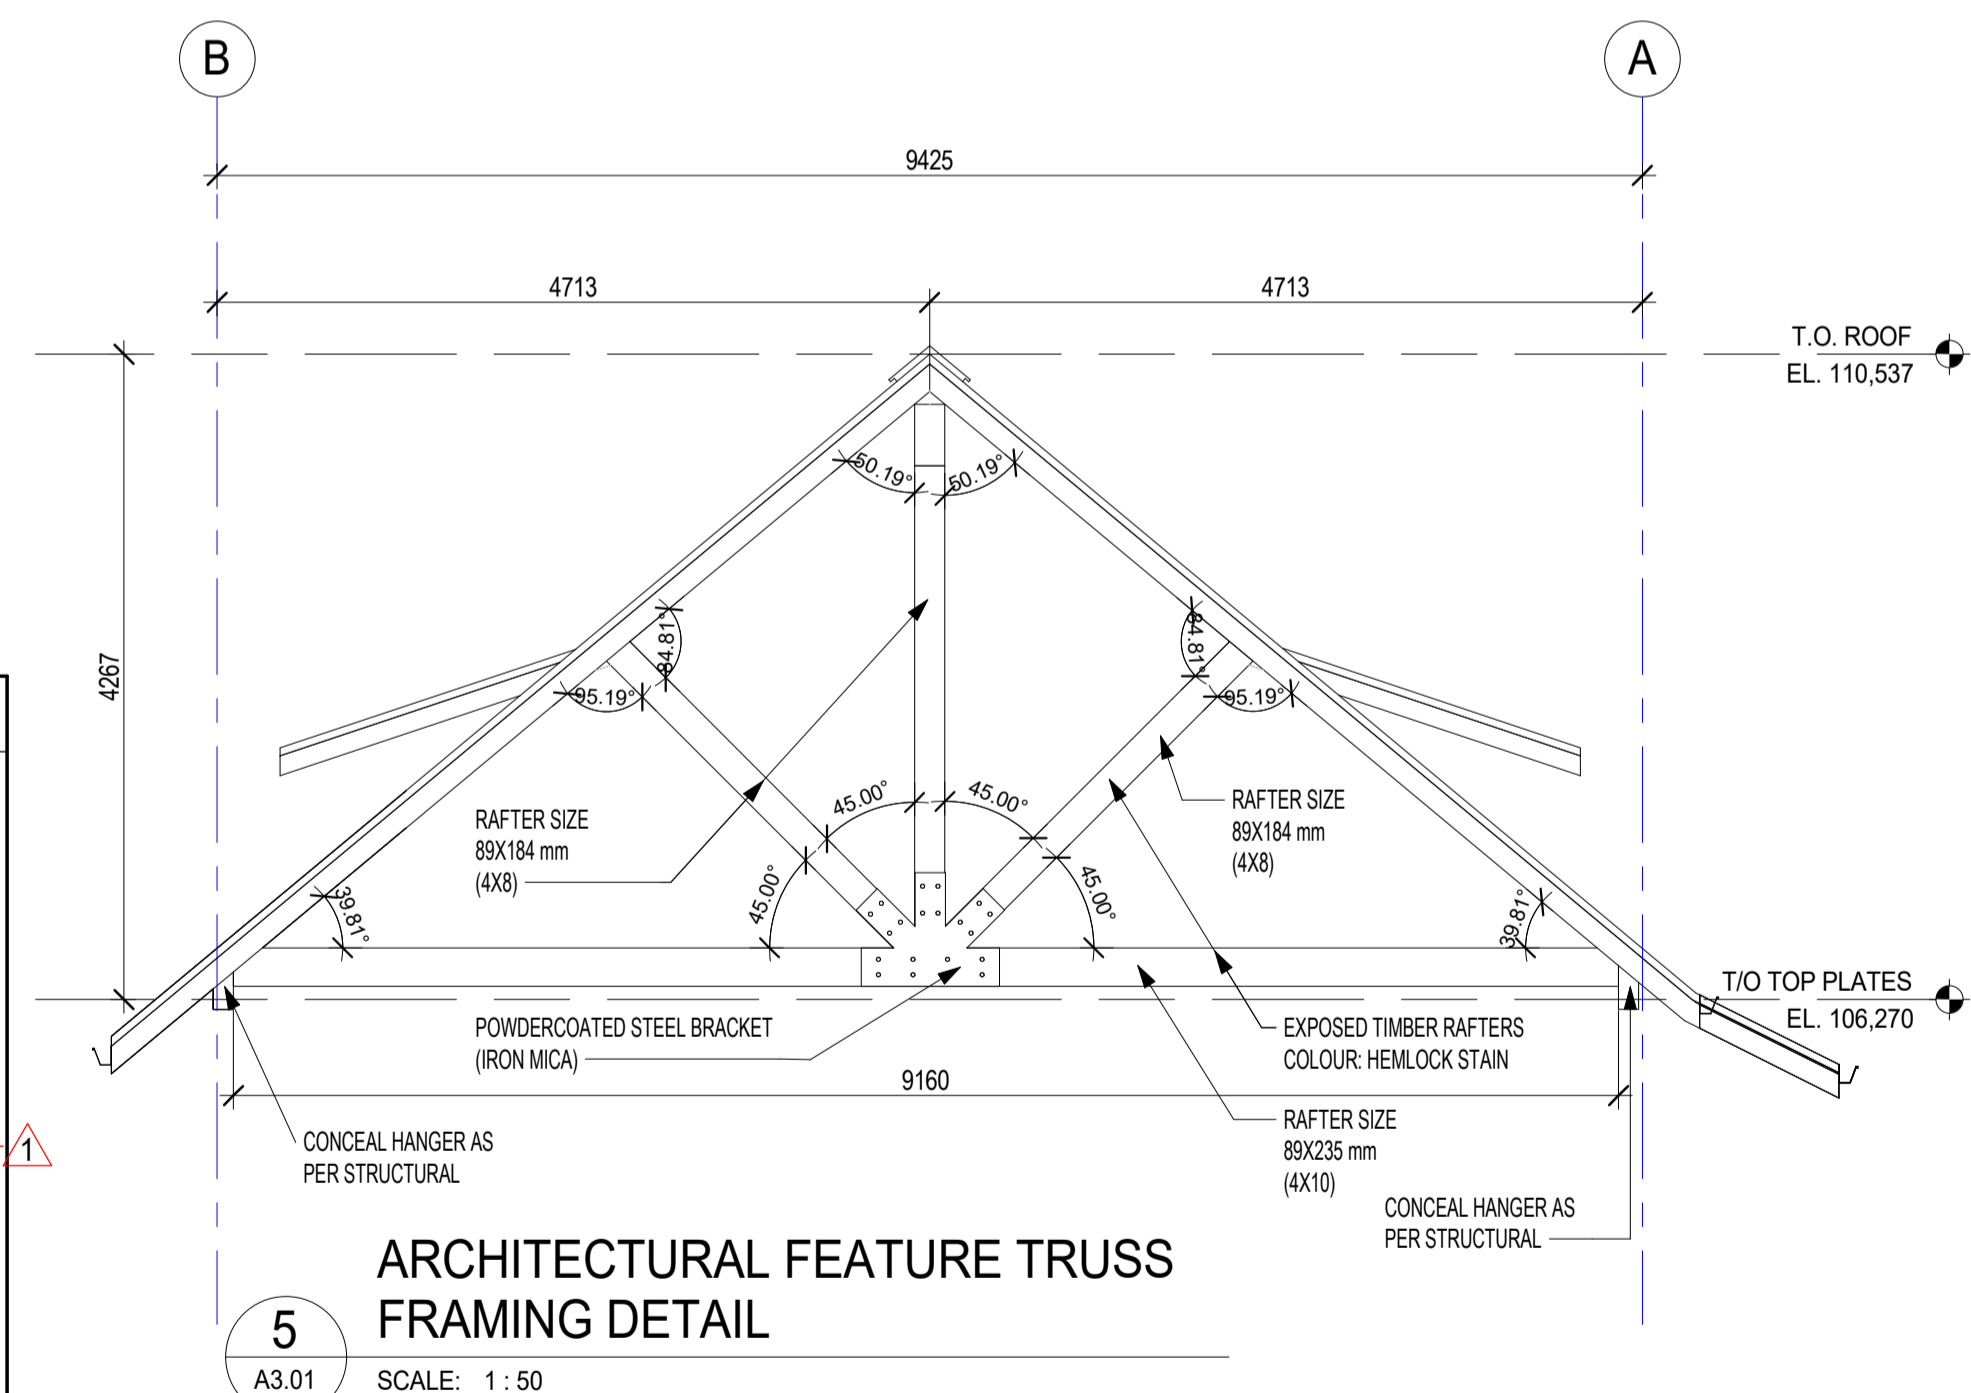 B
A
9425
4713
4713
T.O. ROOF
EL. 110,537
50.19°
50.19°
4267
84.81°
84.81°
95.19°
95.19°
RAFTER SIZE
89X184 mm
(4X8)
45.00°
45.00°
RAFTER SIZE
89X184 mm
(4X8)
45.00°
45.00°
39.81°
39.81°
T/O TOP PLATES
EL. 106,270
POWDERCOATED STEEL BRACKET
(IRON MICA)
EXPOSED TIMBER RAFTERS
COLOUR: HEMLOCK STAIN
9160
RAFTER SIZE
89X235 mm
(4X10)
1
CONCEAL HANGER AS
PER STRUCTURAL
CONCEAL HANGER AS
PER STRUCTURAL
ARCHITECTURAL FEATURE TRUSS
FRAMING DETAIL
5
A3.01
SCALE: 1 : 50